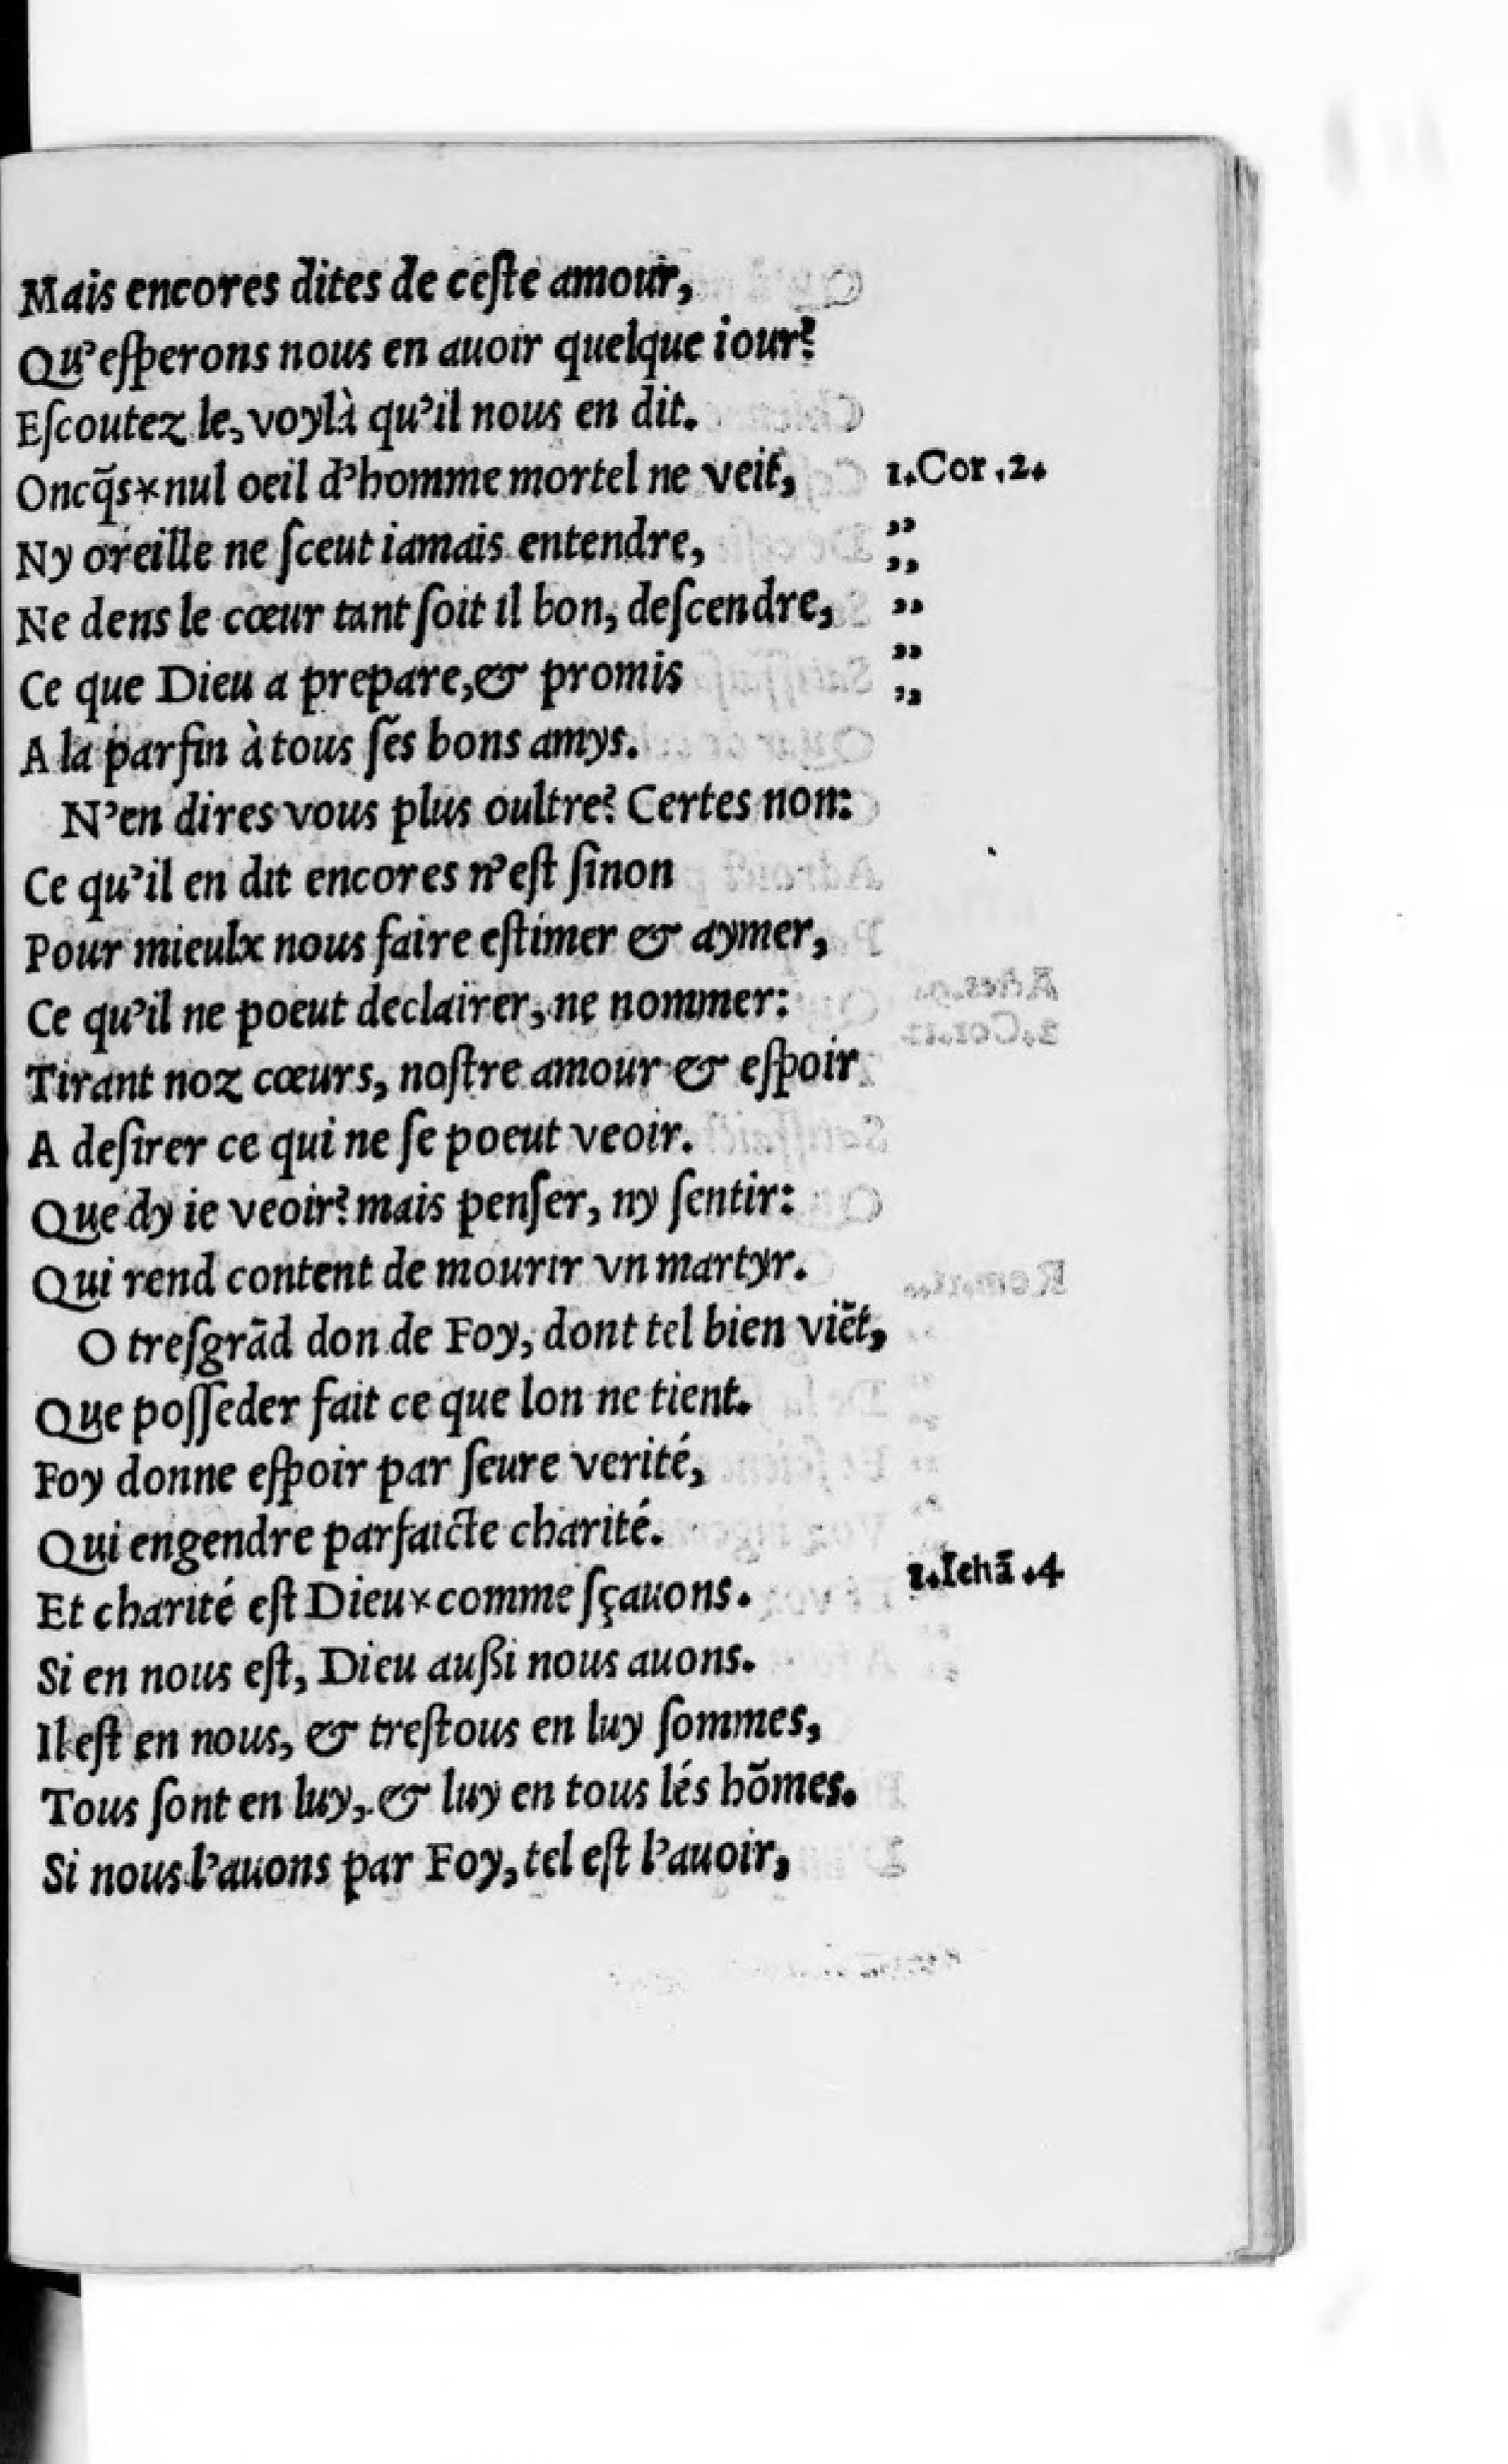 Mais encores dites de ceſte amour,
Qu'eſperons nous en auoir quelque iour?
Eſcoutez le, voylà qu'il nous en dit.
Oncq̃s*nul oeil d'homme mortel ne veit, 1.Cor.2.
Ny oreille ne ſceut iamais entendre, ”
”
Ne dens le cœur tant ſoit il bon, deſcendre, ”
Ce que Dieu a prepare,& promis ”
”
A la parfin à tous ſes bons amys.
N'en dires vous plus oultre? Certes non:
Ce qu'il en dit encores n'eſt ſinon
Pour mieulx nous faire eſtimer & aymer,
Ce qu'il ne poeut declairer, ne nommer:
Tirant noz cœurs, noſtre amour & eſpoir
A deſirer ce qui ne ſe poeut veoir.
Que dy ie veoir? mais penſer, ny ſentir:
Qui rend content de mourir vn martyr.
O treſgrãd don de Foy, dont tel bien viẽt,
Que poſſeder fait ce que lon ne tient.
Foy donne eſpoir par ſeure verité,
Qui engendre parfaicte charité.
Et charité eſt Dieu*comme ſçauons. 1.Iehã.4
Si en nous eſt, Dieu außi nous auons.
Il eſt en nous, & treſtous en luy ſommes,
Tous ſont en luy, & luy en tous lés hõmes.
Si nous l'auons par Foy, tel eſt l'auoir,